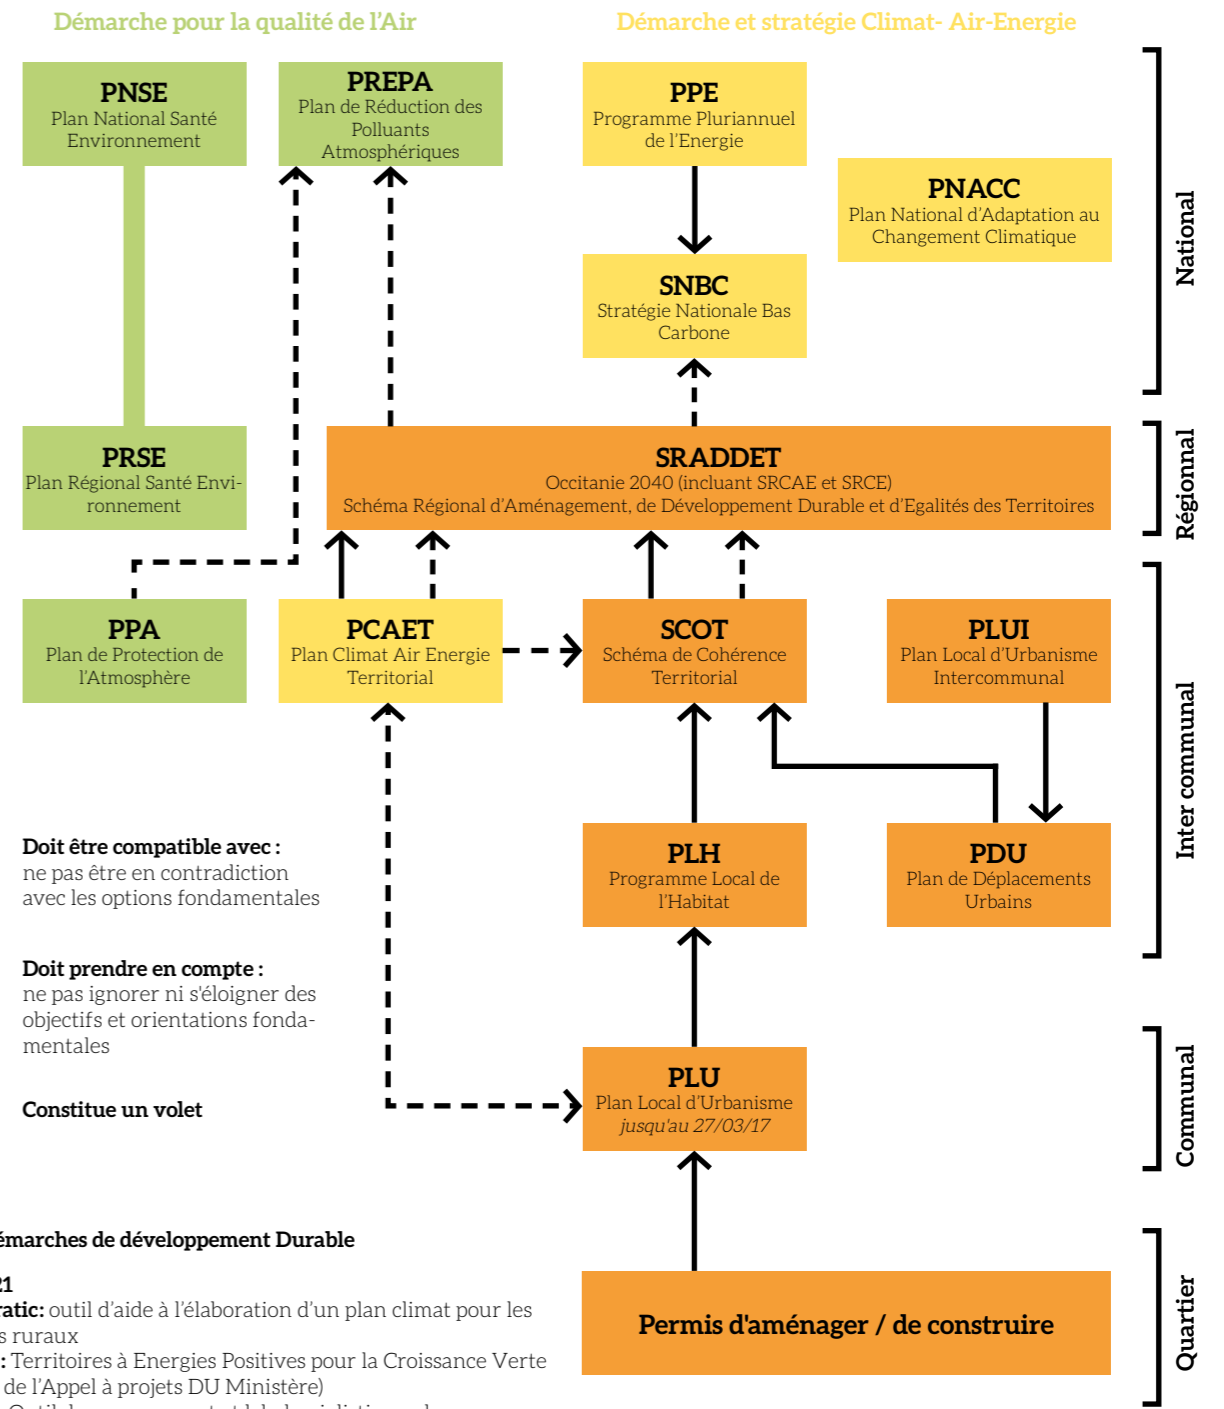 Démarche pour la qualité de l'Air
Démarche et stratégie Climat- Air-Energie
PNSE
Plan National Santé
Environnement
PREPA
Plan de Réduction des
Polluants
Atmosphériques
PPE
Programme Pluriannuel
de l'Energie
PNACC
Plan National d'Adaptation au
Changement Climatique
SNBC
Stratégie Nationale Bas
Carbone
National
PRSE
Plan Régional Santé Envi-
ronnement
SRADDET
Occitanie 2040 (incluant SRCAE et SRCE)
Schéma Régional d'Aménagement, de Développement Durable et d'Egalités des Territoires
Régionnal
PPA
Plan de Protection de
l'Atmosphère
PCAET
Plan Climat Air Energie
Territorial
SCOT
Schéma de Cohérence
Territorial
PLUI
Plan Local d'Urbanisme
Intercommunal
PLH
Programme Local de
l'Habitat
PDU
Plan de Déplacements
Urbains
Inter communal
Doit être compatible avec :
ne pas être en contradiction
avec les options fondamentales
Doit prendre en compte :
ne pas ignorer ni s'éloigner des
objectifs et orientations fonda-
mentales
Constitue un volet
PLU
Plan Local d'Urbanisme
jusqu'au 27/03/17
Communal
émarches de développement Durable
21
ratic: outil d'aide à l'élaboration d'un plan climat pour les
s ruraux
: Territoires à Energies Positives pour la Croissance Verte
de l'Appel à projets DU Ministère)
Permis d'aménager / de construire
Quartier